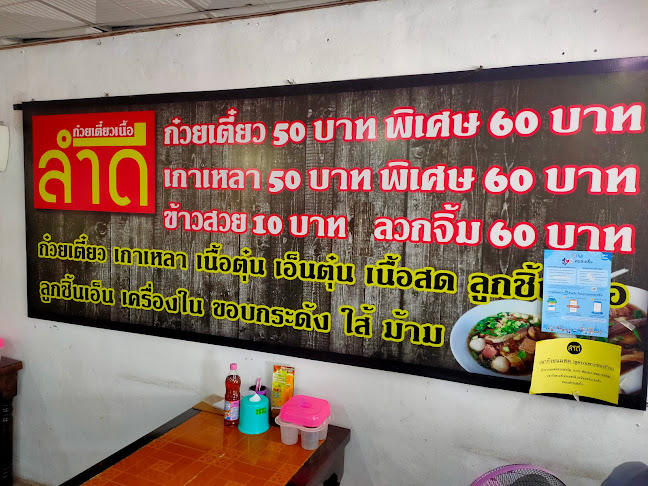 ก๋วยเตี๋ยวเนื้อ
ลำดี
ก๋วยเตี๋ยว 50 บาท พิเศษ 60 บาท
เกาเหลา 50 บาท พิเศษ 60 บาท
ข้าวสวย 10 บาท ลวกจิ้ม 60 บาท
ก๋วยเตี๋ยว เกาเหลา เนื้อตุ๋น เอ็นตุ๋น เนื้อสด ลูกชิ้น
ลูกชิ้นเอ็น เครื่องใน ขอบกระด้ง ไส้ ม้าม
ลำดี